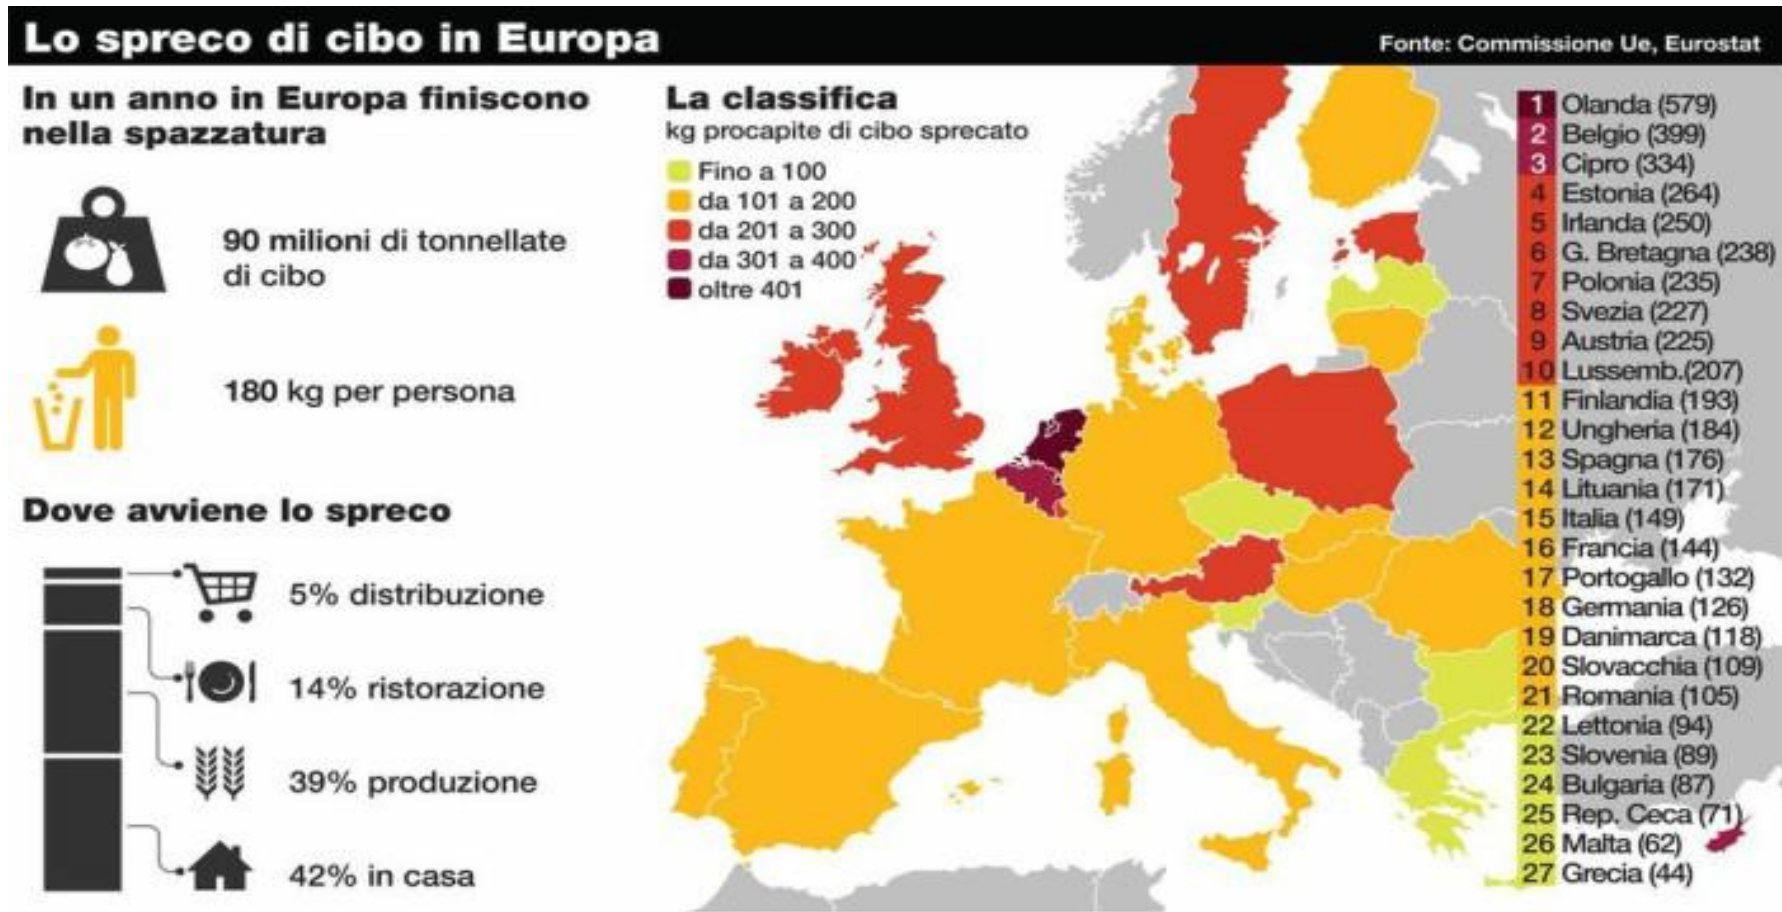 Lo spreco di cibo in Europa
Fonte: Commissione Ue, Eurostat
In un anno in Europa finiscono
nella spazzatura
90 milioni di tonnellate
di cibo
180 kg per persona
Dove avviene lo spreco
5% distribuzione
14% ristorazione
39% produzione
42% in casa
La classifica
kg procapite di cibo sprecato
Fino a 100
da 101 a 200
da 201 a 300
da 301 a 400
oltre 401
1 Olanda (579)
2 Belgio (399)
3 Cipro (334)
4 Estonia (264)
5 Irlanda (250)
6 G. Bretagna (238)
7 Polonia (235)
8 Svezia (227)
9 Austria (225)
10 Lussemb.(207)
11 Finlandia (193)
12 Ungheria (184)
13 Spagna (176)
14 Lituania (171)
15 Italia (149)
16 Francia (144)
17 Portogallo (132)
18 Germania (126)
19 Danimarca (118)
20 Slovacchia (109)
21 Romania (105)
22 Lettonia (94)
23 Slovenia (89)
24 Bulgaria (87)
25 Rep. Ceca (71)
26 Malta (62)
27 Grecia (44)